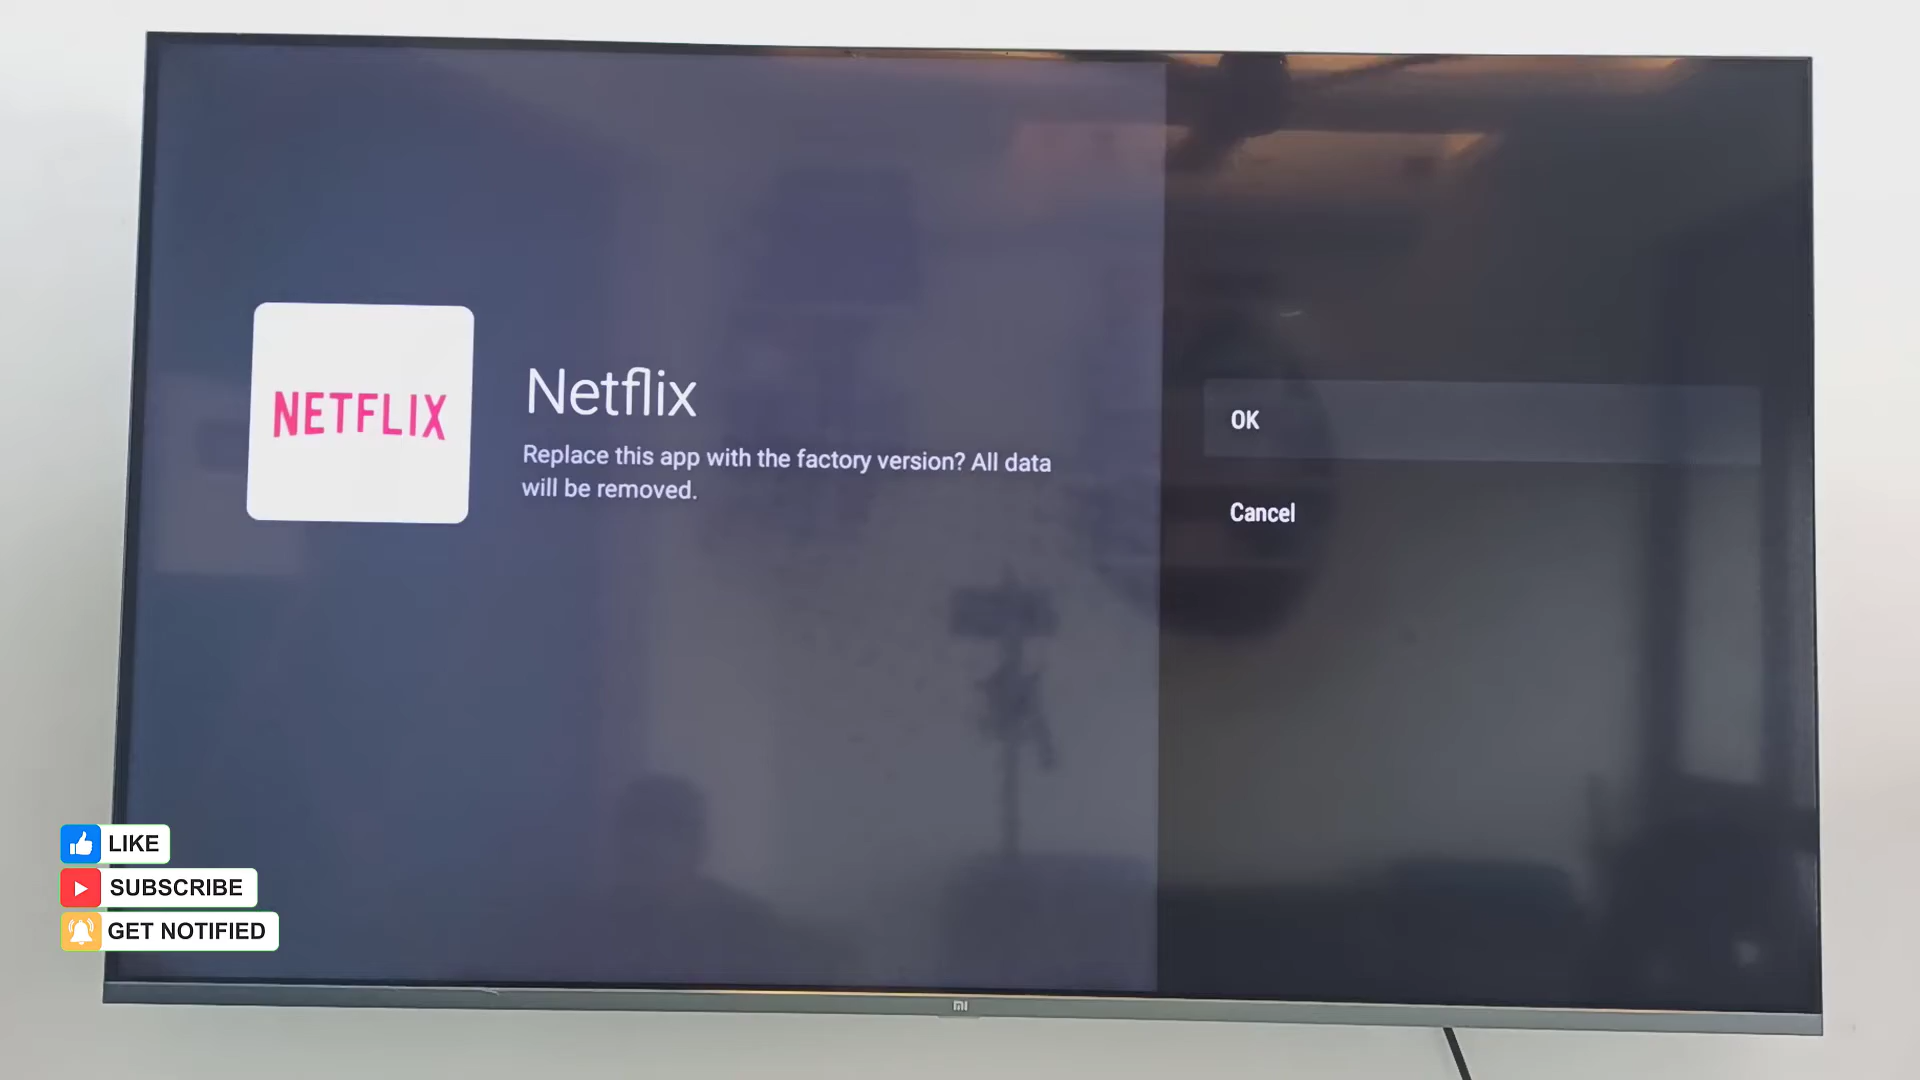 NETFLIX
Netflix
Replace this app with the factory version? All data
will be removed.
OK
Cancel
LIKE
SUBSCRIBE
GET NOTIFIED
mi